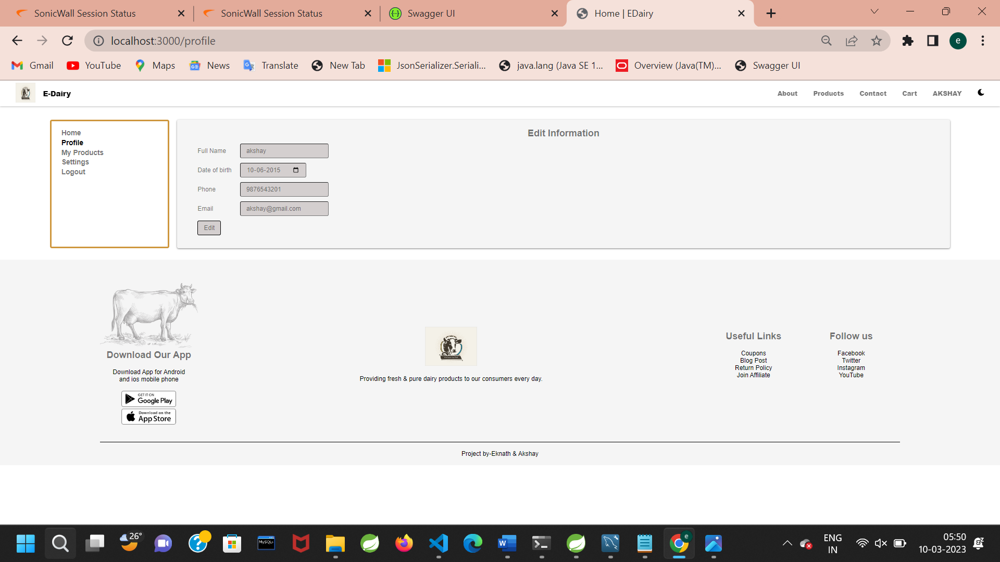 SonicWall Session Status
SonicWall Session Status
Swagger UI
Home | EDairy
localhost:3000/profile
e
Gmail
YouTube
Maps
News
Translate
New Tab
JsonSerializer.Seriali...
java.lang (Java SE 1...
Overview (Java(TM)...
Swagger UI
E-Dairy
About
Products
Contact
Cart
AKSHAY
Home
Profile
My Products
Settings
Logout
Edit Information
Full Name
akshay
Date of birth
10-06-2015
Phone
9876543201
Email
akshay@gmail.com
Edit
Download Our App
Download App for Android
and ios mobile phone
GET IT ON
Google Play
Download on the
App Store
Providing fresh & pure dairy products to our consumers every day.
Useful Links
Coupons
Blog Post
Return Policy
Join Affiliate
Follow us
Facebook
Twitter
Instagram
YouTube
Project by-Eknath & Akshay
26°
MySQL
W
e
ENG
IN
05:50
10-03-2023